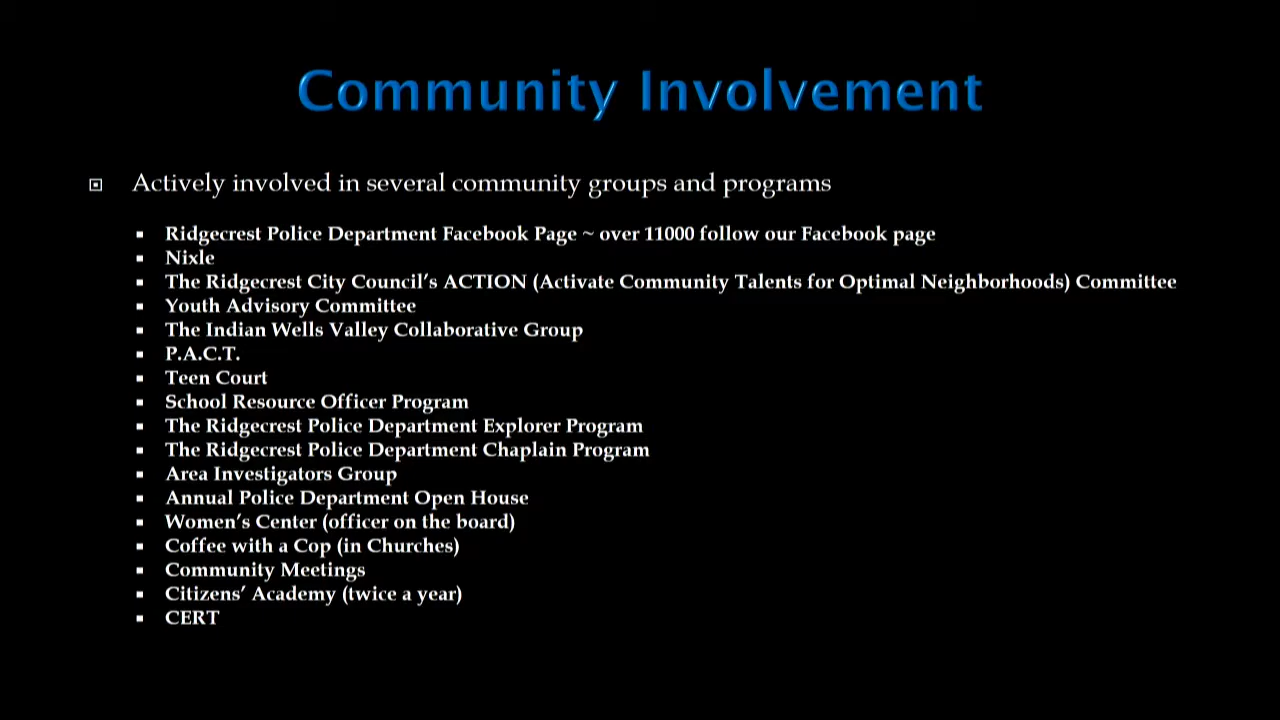 Community Involvement
Actively involved in several community groups and programs
Ridgecrest Police Department Facebook Page ~ over 11000 follow our Facebook page
Nixle
The Ridgecrest City Council's ACTION (Activate Community Talents for Optimal Neighborhoods) Committee
Youth Advisory Committee
The Indian Wells Valley Collaborative Group
P.A.C.T.
Teen Court
School Resource Officer Program
The Ridgecrest Police Department Explorer Program
The Ridgecrest Police Department Chaplain Program
Area Investigators Group
Annual Police Department Open House
Women's Center (officer on the board)
Coffee with a Cop (in Churches)
Community Meetings
Citizens' Academy (twice a year)
CERT